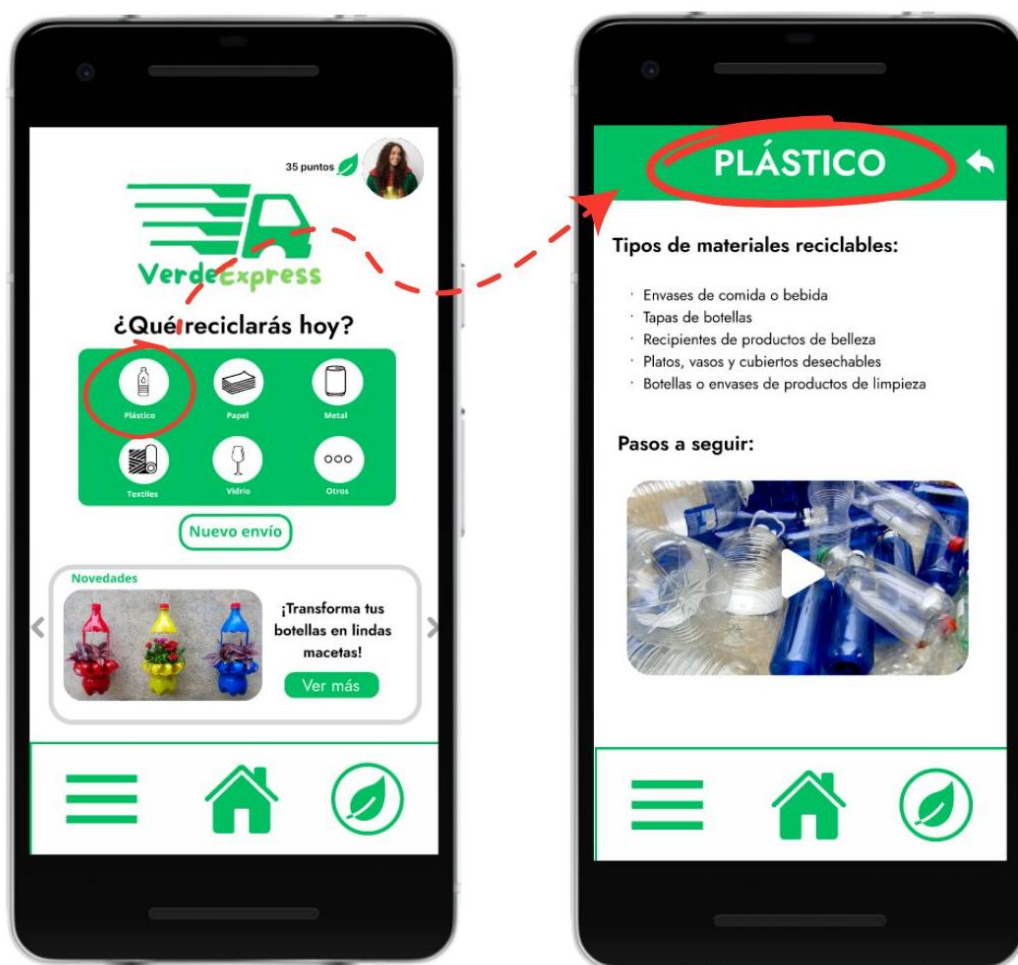 35 puntos
VerdeExpress
¿Qué reciclarás hoy?
Plástico
Papel
Metal
Textiles
Vidrio
Otros
Nuevo envío
Novedades
¡Transforma tus
botellas en lindas
macetas!
Ver más
PLÁSTICO
Tipos de materiales reciclables:
· Envases de comida o bebida
· Tapas de botellas
· Recipientes de productos de belleza
· Platos, vasos y cubiertos desechables
· Botellas o envases de productos de limpieza
Pasos a seguir: